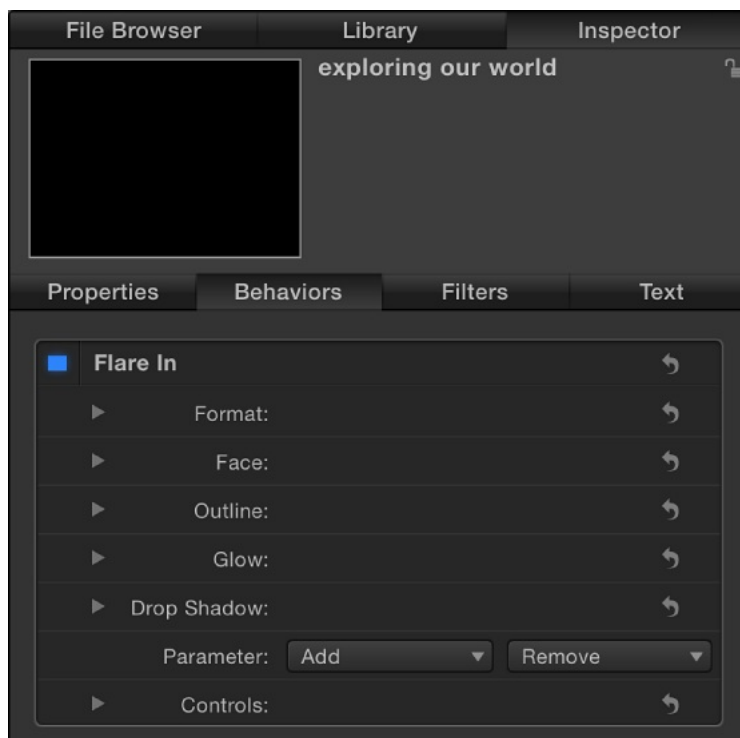 File Browser Library Inspector
exploring our world
Properties Behaviors Filters Text
Flare In
Format:
Face:
Outline:
Glow:
Drop Shadow:
Parameter: Add Remove
Controls: